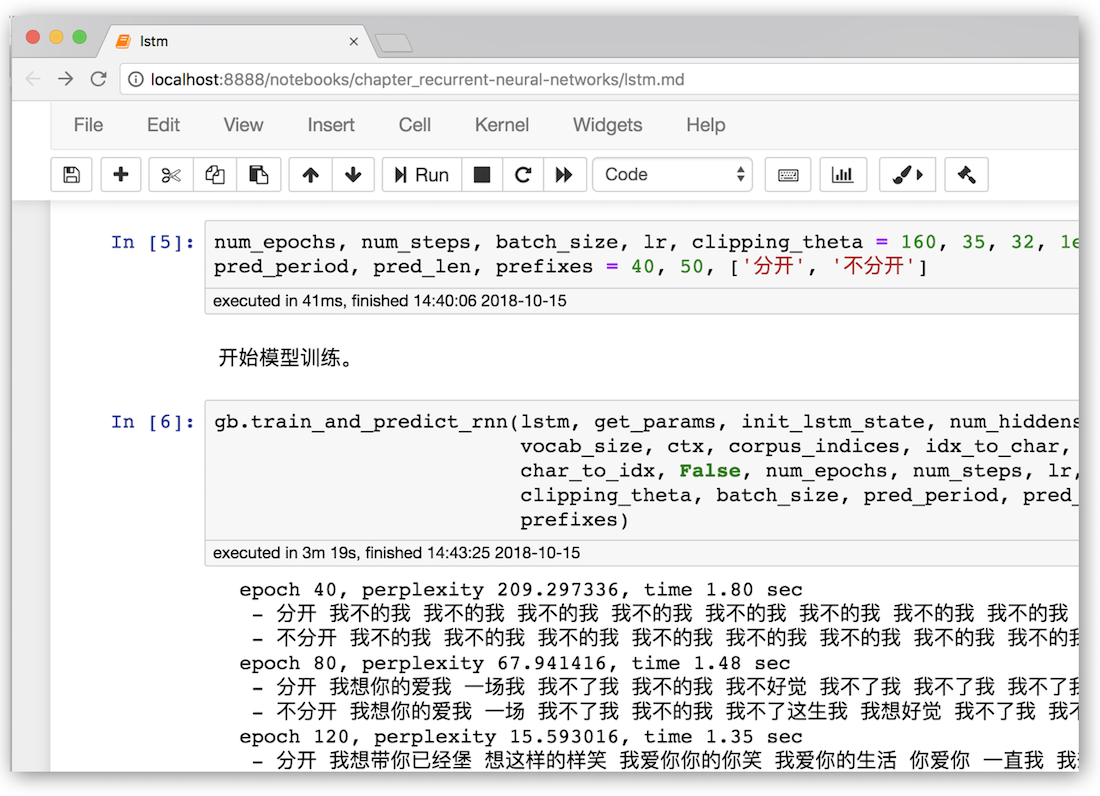 lstm
localhost:8888/notebooks/chapter_recurrent-neural-networks/lstm.md
File Edit View Insert Cell Kernel Widgets Help
Run Code
In [5]: num_epochs, num_steps, batch_size, lr, clipping_theta = 160, 35, 32, 1e
pred_period, pred_len, prefixes = 40, 50, ['分开', '不分开']
executed in 41ms, finished 14:40:06 2018-10-15
开始模型训练。
In [6]: gb.train_and_predict_rnn(lstm, get_params, init_lstm_state, num_hiddens
vocab_size, ctx, corpus_indices, idx_to_char,
char_to_idx, False, num_epochs, num_steps, lr,
clipping_theta, batch_size, pred_period, pred_
prefixes)
executed in 3m 19s, finished 14:43:25 2018-10-15
epoch 40, perplexity 209.297336, time 1.80 sec
- 分开 我不的我 我不的我 我不的我 我不的我 我不的我 我不的我 我不的我 我不的我
- 不分开 我不的我 我不的我 我不的我 我不的我 我不的我 我不的我 我不的我 我不的我
epoch 80, perplexity 67.941416, time 1.48 sec
- 分开 我想你的爱我 一场我 我不了我 我不的我 我不好觉 我不了我 我不了我 我不了我
- 不分开 我想你的爱我 一场 我不了我 我不的我 我不了这生我 我想好觉 我不了我 我不
epoch 120, perplexity 15.593016, time 1.35 sec
- 分开 我想带你已经堡 想这样的样笑 我爱你你的你笑 我爱你的生活 你爱你 一直我 我